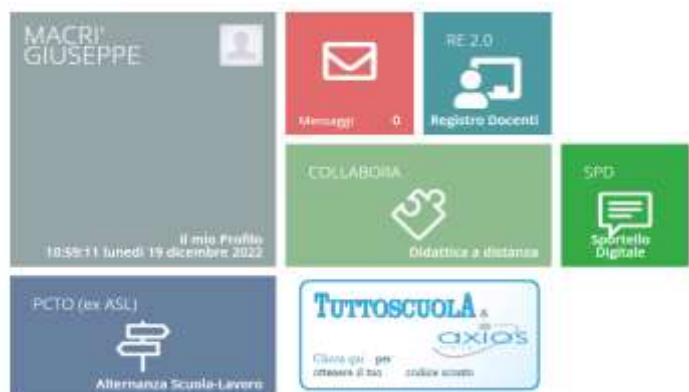 MACRI'
GIUSEPPE
Il mio Profilo
10:59:11 lunedì 19 dicembre 2022
Messaggi 0
RE 2.0
Registro Docenti
COLLABORA
Didattica a distanza
SPD
Sportello
Digitale
PCTO (ex ASL)
Alternanza Scuola-Lavoro
TUTTOSCUOLA &
axios
Clicca qui per
ottenere il tuo codice sconto